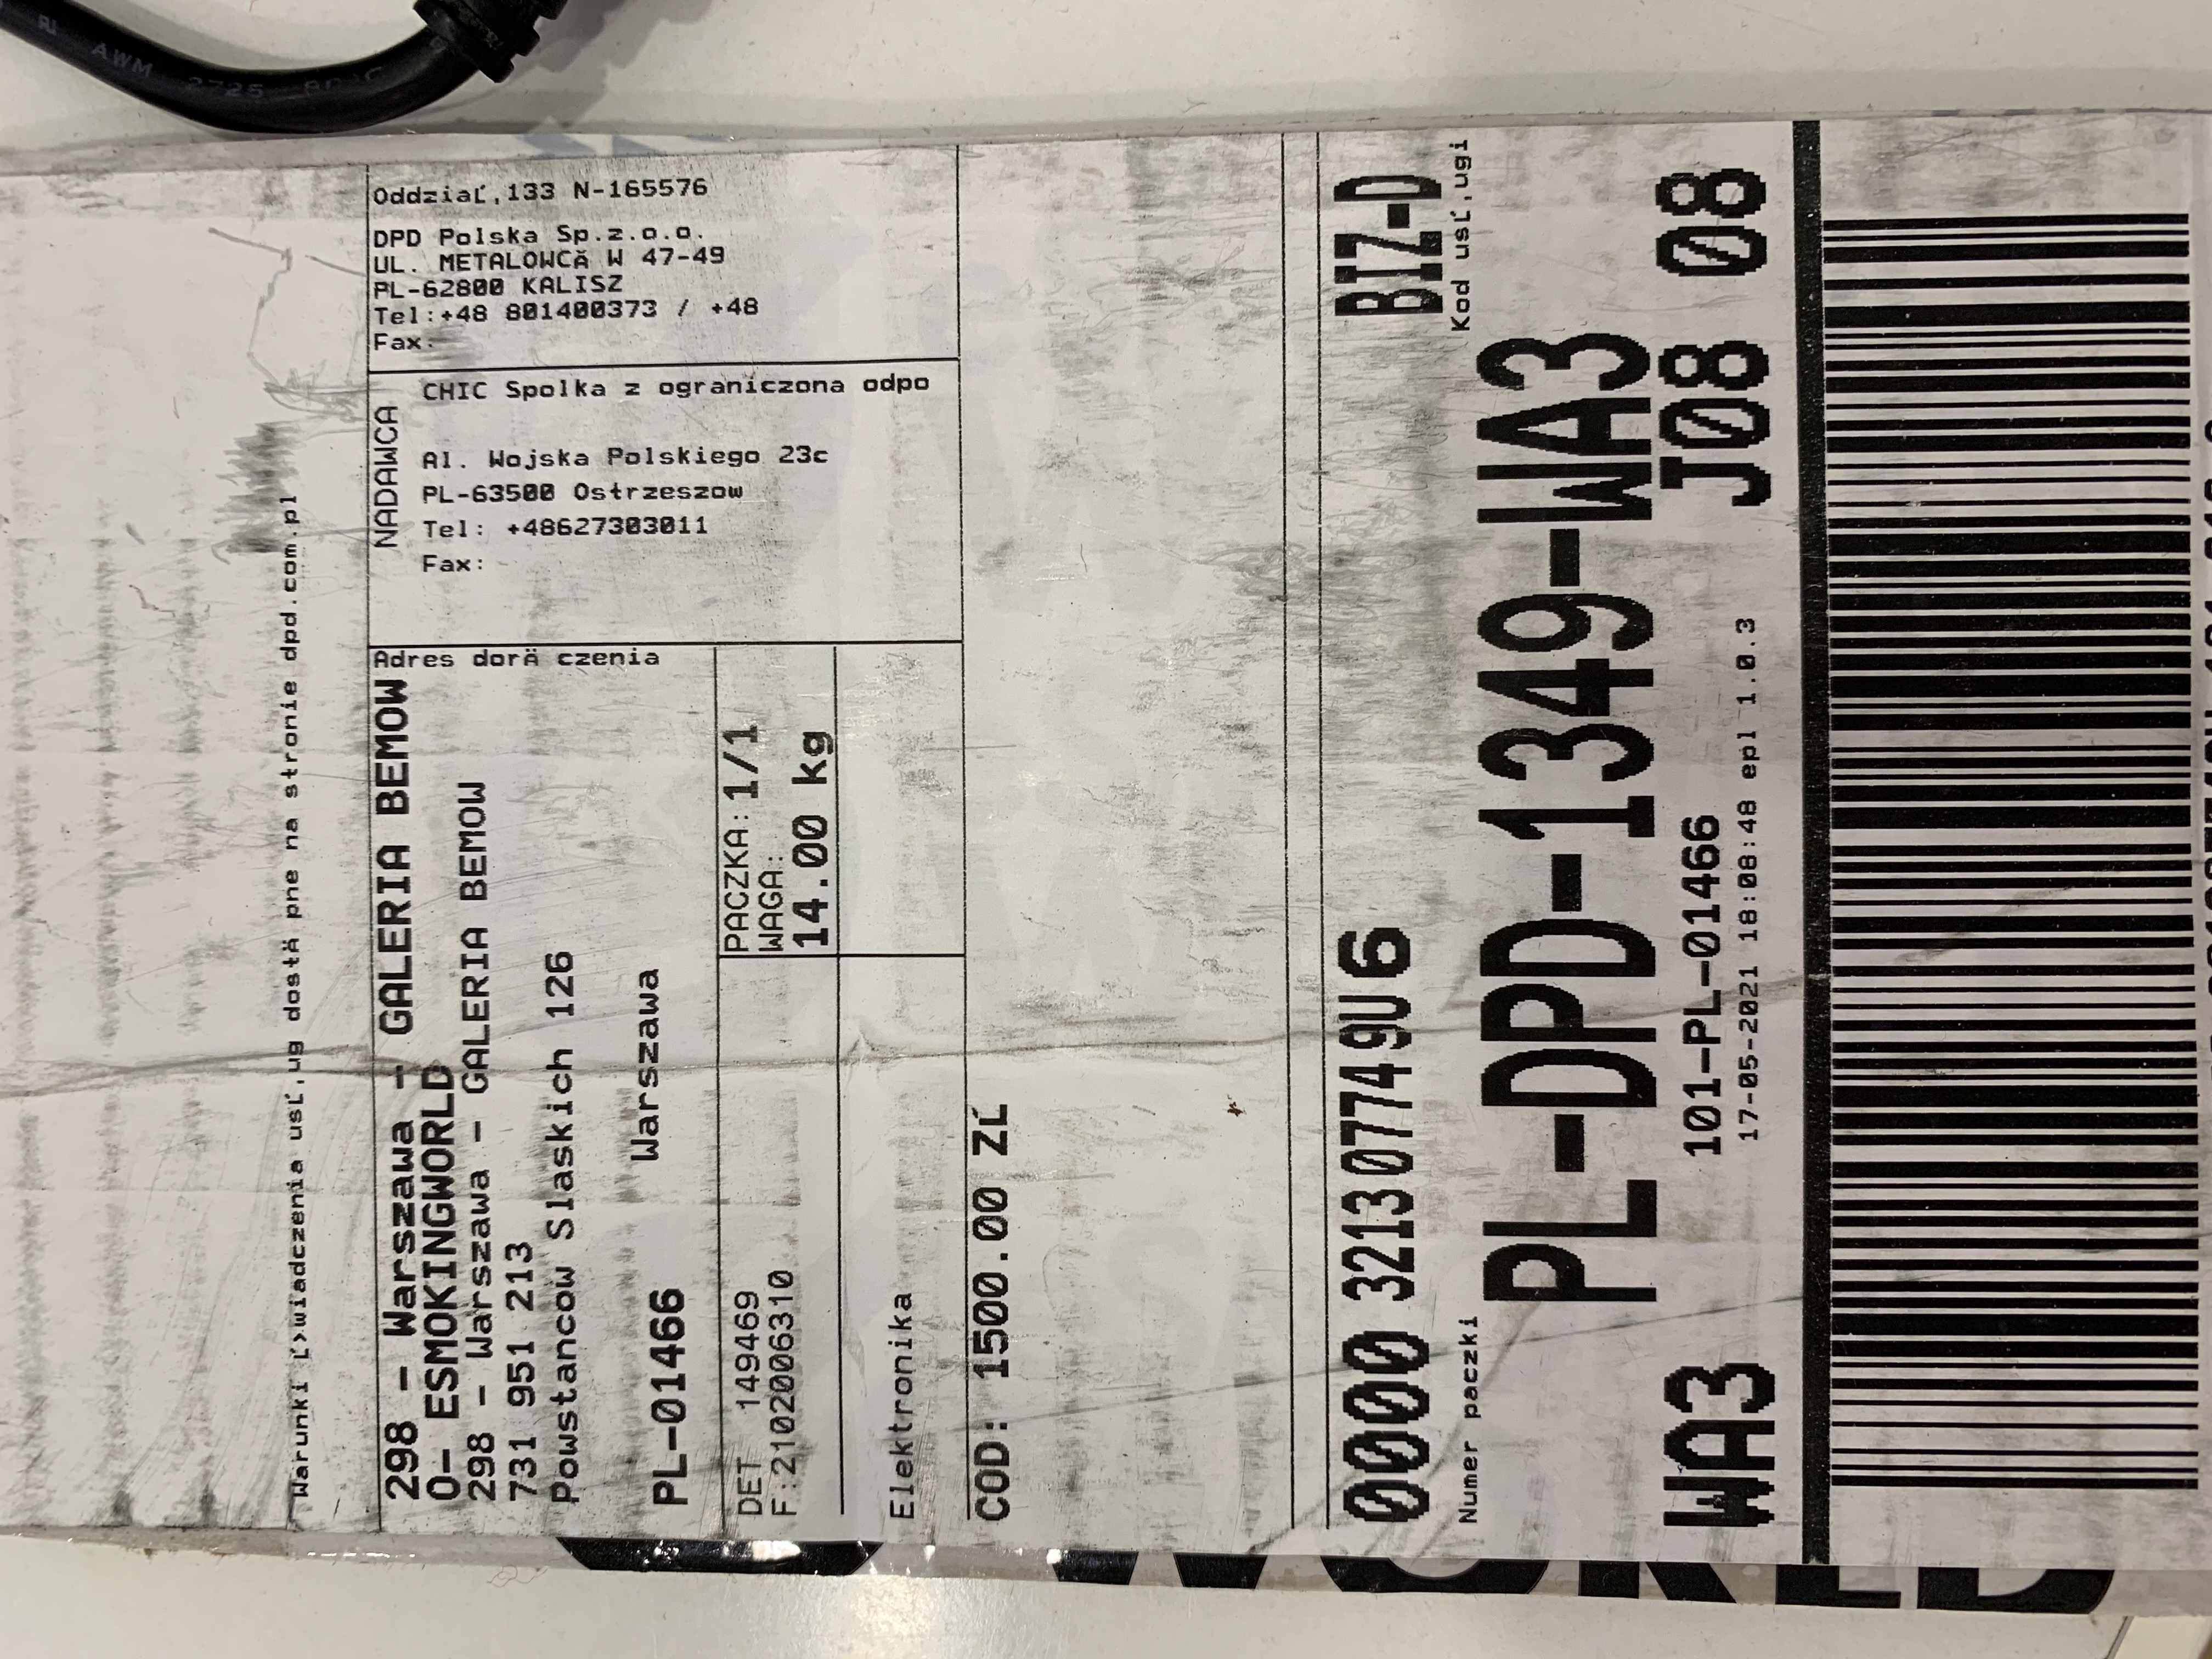 Warunki Ľ>wiadczenia usĽ,ug dostÄ pne na stronie dpd.com.pl
298 - Warszawa - GALERIA BEMOW
O- ESMOKINGWORLD
298 - Warszawa - GALERIA BEMOW
731 951 213
Powstancow Slaskich 126
Warszawa
PL-01466
Adres dorÄ czenia
NADAWCA
CHIC Spolka z ograniczona odpo
Al. Wojska Polskiego 23c
PL-63500 Ostrzeszow
Tel: +48627303011
Fax:
OddziaĽ,133 N-165576
DPD Polska Sp.z.o.o.
UL. METALOWCĂ W 47-49
PL-62800 KALISZ
Tel:+48 801400373 / +48
Fax:-
DET 149469
F:2102006310
PACZKA: 1/1
WAGA:
14.00 kg
Elektronika
COD: 1500.00 ZĹ
0000 3213 0774 9U 6
BIZ-D
Numer paczki
Kod usĽ,ugi
PL-DPD-1349-WA3
WA3
101-PL-01466
J08 08
17-05-2021 18:08:48 epl 1.0.3